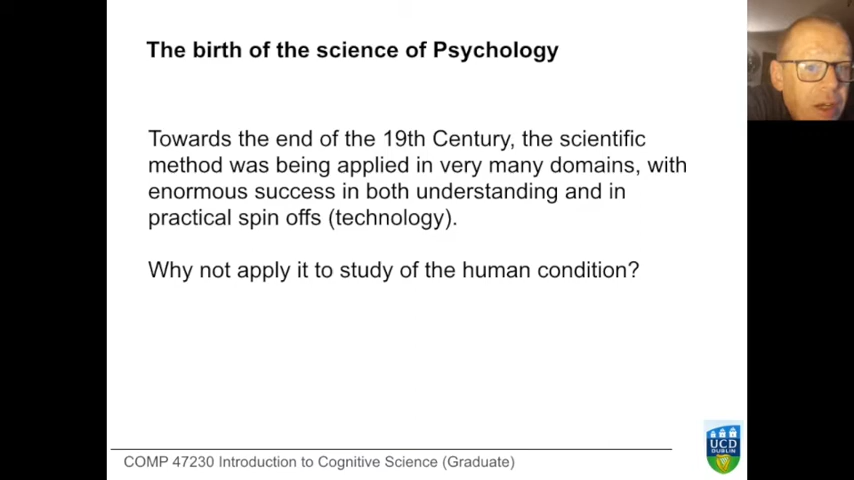 The birth of the science of Psychology
Towards the end of the 19th Century, the scientific
method was being applied in very many domains, with
enormous success in both understanding and in
practical spin offs (technology).
Why not apply it to study of the human condition?
COMP 47230 Introduction to Cognitive Science (Graduate)
UCD
DUBLIN